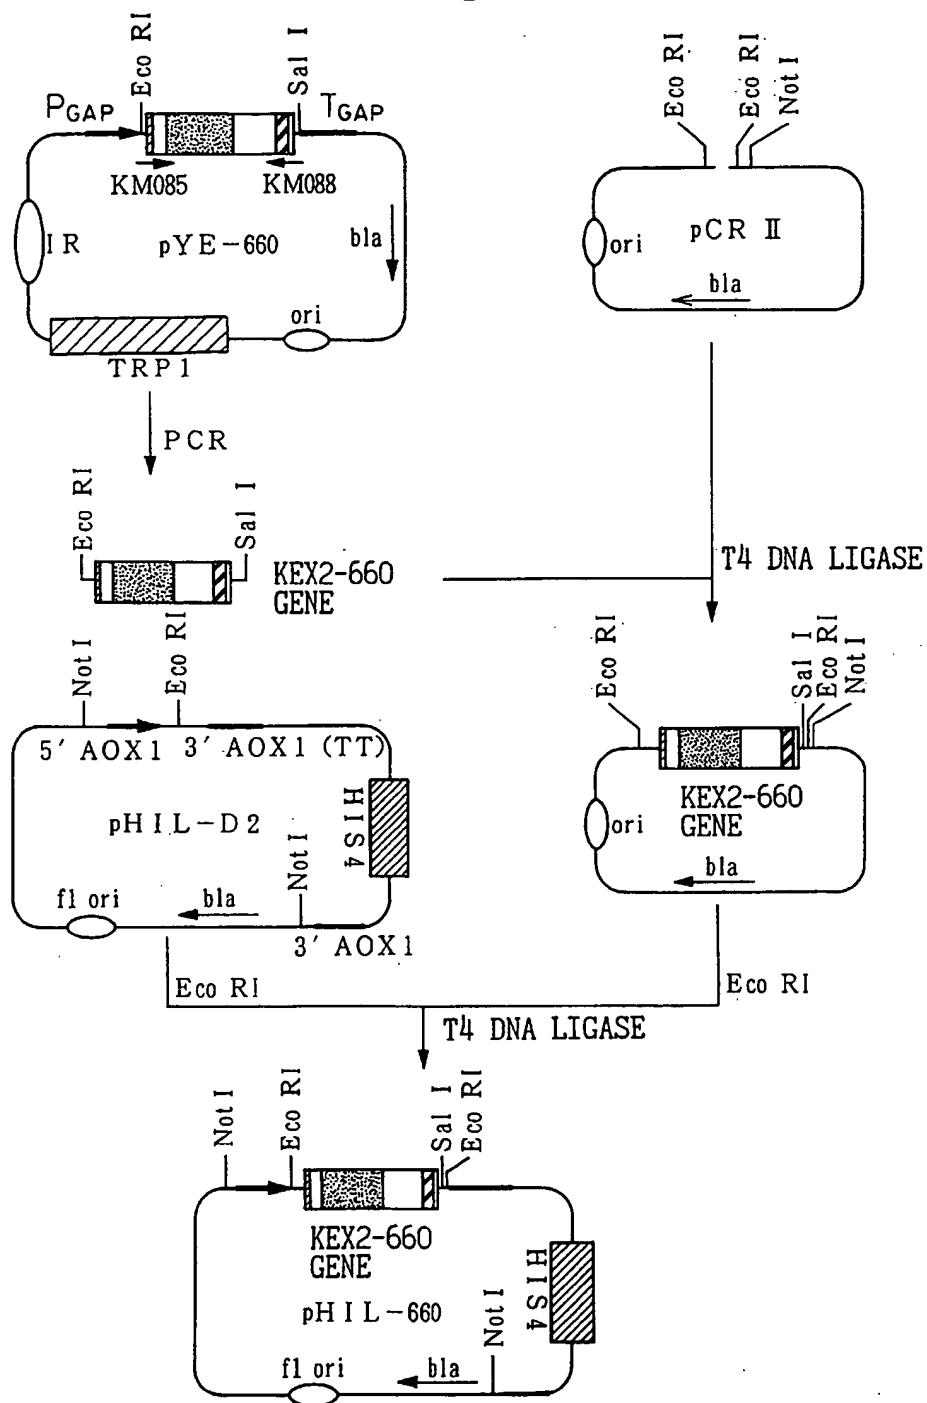 Eco RI
Sal I
PGAP
TGAP
KM085
KM088
IR
pYE-660
bla
ori
TRP1
Eco RI
Eco RI
Not I
ori
pCR II
bla
PCR
Eco RI
Sal I
KEX2-660
GENE
T4 DNA LIGASE
Not I
Eco RI
5' AOX1
3' AOX1 (TT)
pHIL-D2
HIS4
Not I
f1 ori
bla
3' AOX1
Eco RI
Sal I
Eco RI
Not I
KEX2-660
GENE
ori
bla
Eco RI
Eco RI
T4 DNA LIGASE
Not I
Eco RI
Sal I
Eco RI
KEX2-660
GENE
pHIL-660
HIS4
Not I
f1 ori
bla